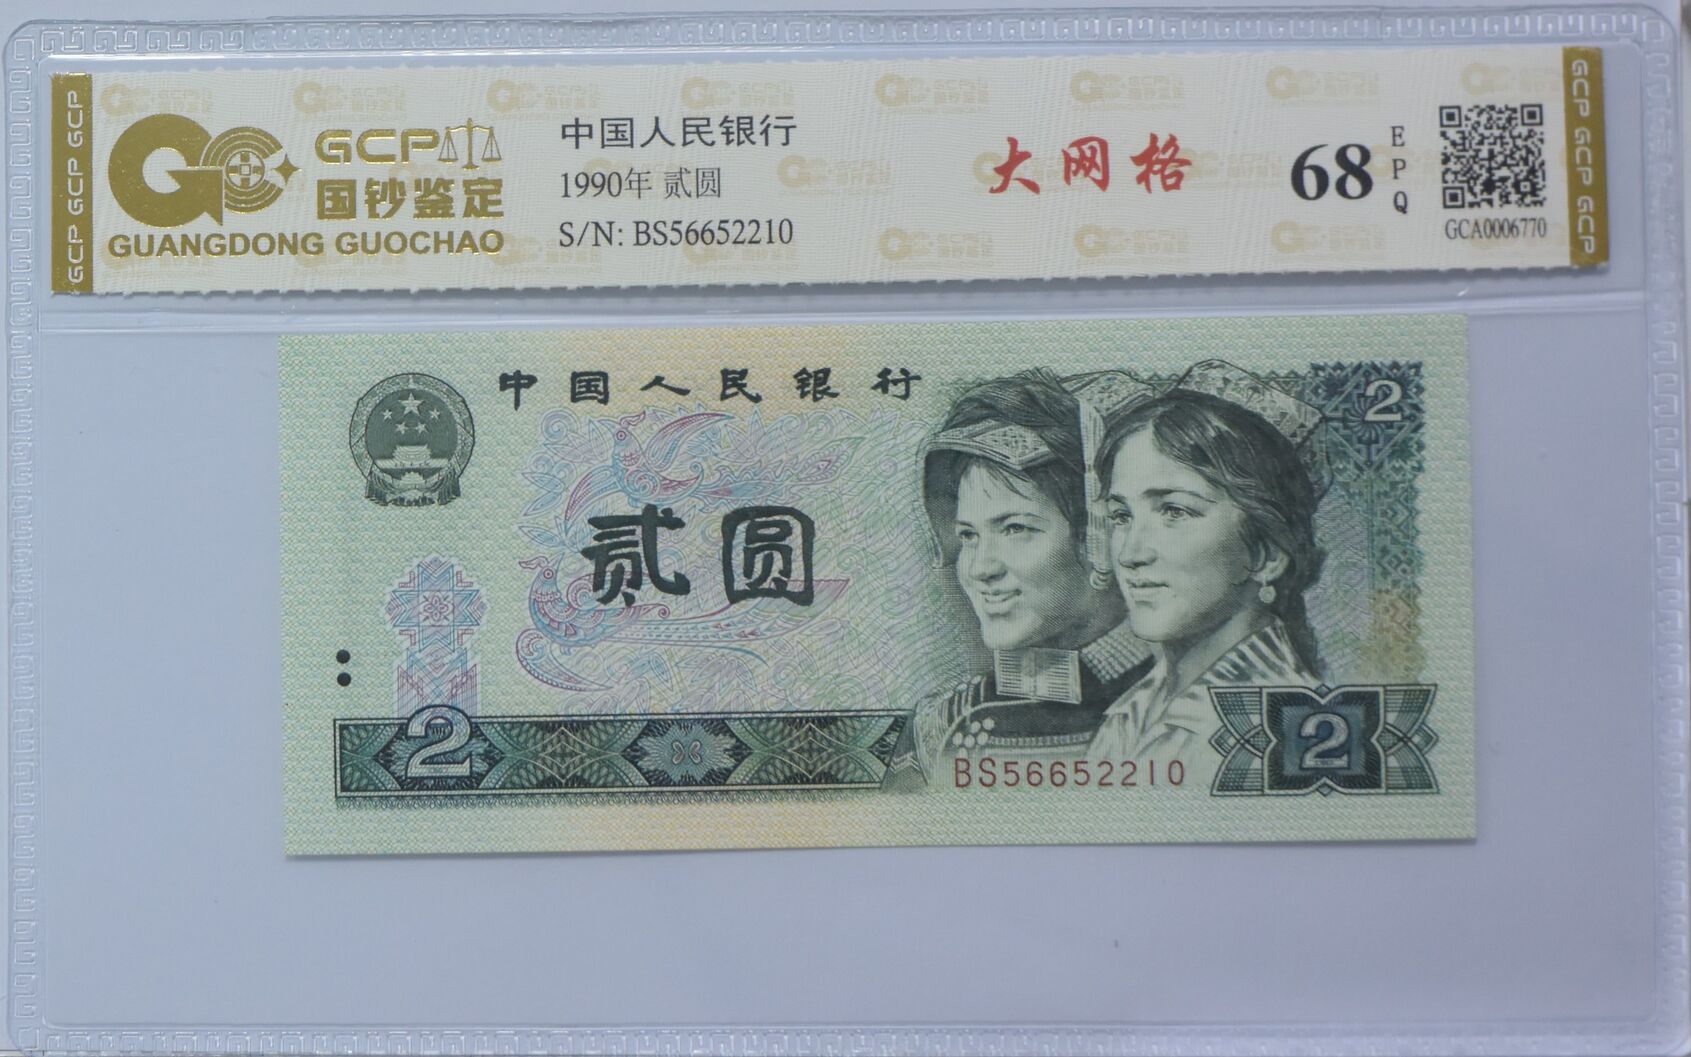 GCP GCP GCP
GCP
国钞鉴定
GUANGDONG GUOCHAO
中国人民银行
1990年 贰圆
S/N: BS56652210
大网格
68
EPQ
GCA0006770
GCP GCP GCP
中国人民银行
2
贰圆
2
2
BS56652210